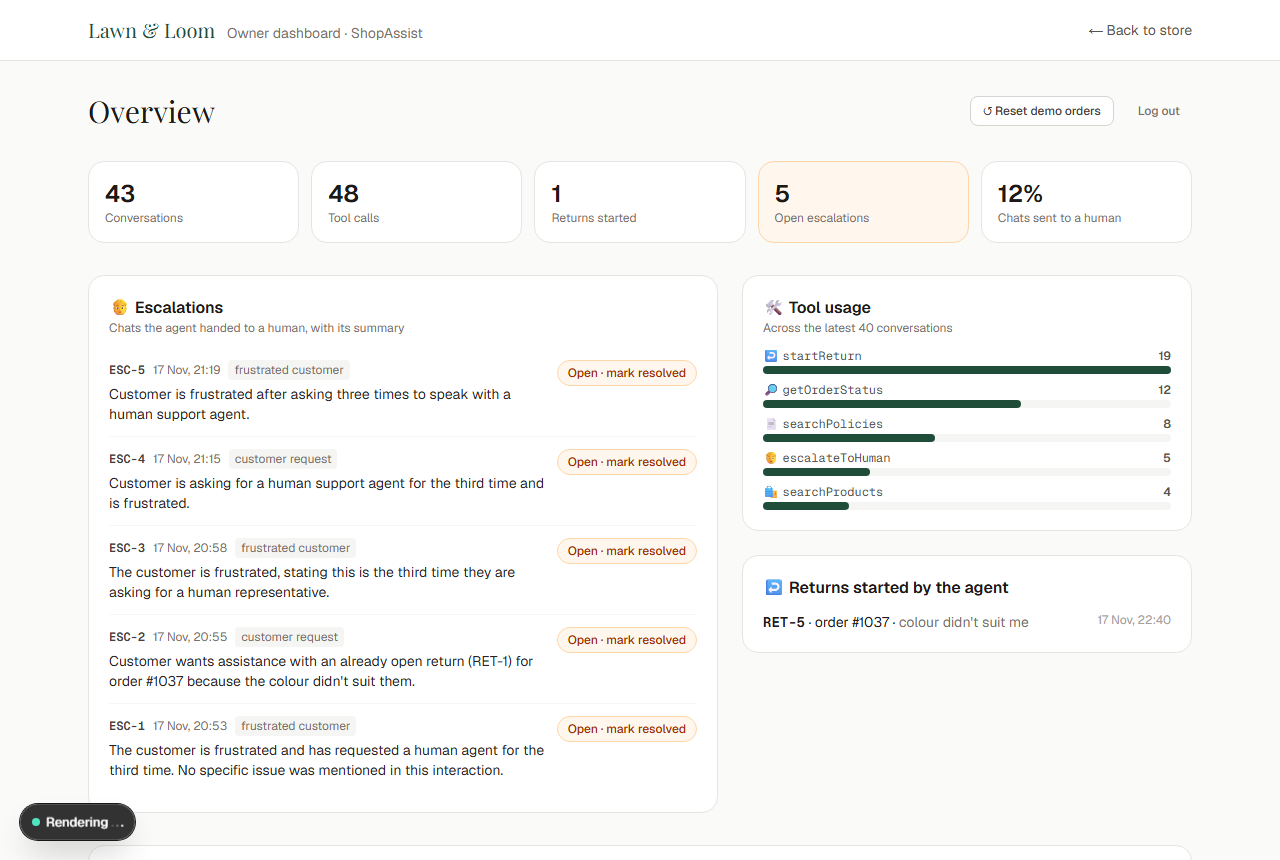 Lawn & Loom Owner dashboard · ShopAssist
← Back to store
Overview
↺ Reset demo orders
Log out
43
Conversations
48
Tool calls
1
Returns started
5
Open escalations
12%
Chats sent to a human
Escalations
Chats the agent handed to a human, with its summary
ESC-5 17 Nov, 21:19 frustrated customer
Open · mark resolved
Customer is frustrated after asking three times to speak with a
human support agent.
ESC-4 17 Nov, 21:15 customer request
Open · mark resolved
Customer is asking for a human support agent for the third time and
is frustrated.
ESC-3 17 Nov, 20:58 frustrated customer
Open · mark resolved
The customer is frustrated, stating this is the third time they are
asking for a human representative.
ESC-2 17 Nov, 20:55 customer request
Open · mark resolved
Customer wants assistance with an already open return (RET-1) for
order #1037 because the colour didn't suit them.
ESC-1 17 Nov, 20:53 frustrated customer
Open · mark resolved
The customer is frustrated and has requested a human agent for the
third time. No specific issue was mentioned in this interaction.
Tool usage
Across the latest 40 conversations
startReturn 19
getOrderStatus 12
searchPolicies 8
escalateToHuman 5
searchProducts 4
Returns started by the agent
RET-5 · order #1037 · colour didn't suit me 17 Nov, 22:40
Rendering...